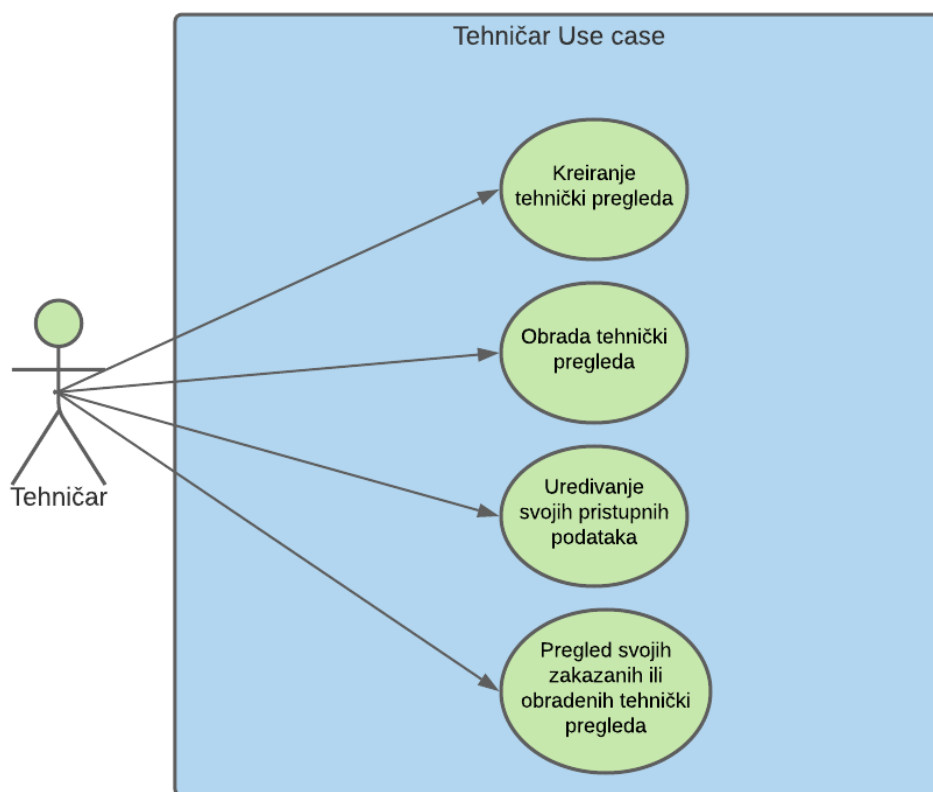 Tehničar Use case
Kreiranje
tehnički pregleda
Obrada tehnički
pregleda
Tehničar
Uredivanje
svojih pristupnih
podataka
Pregled svojih
zakazanih ili
obradenih tehnički
pregleda